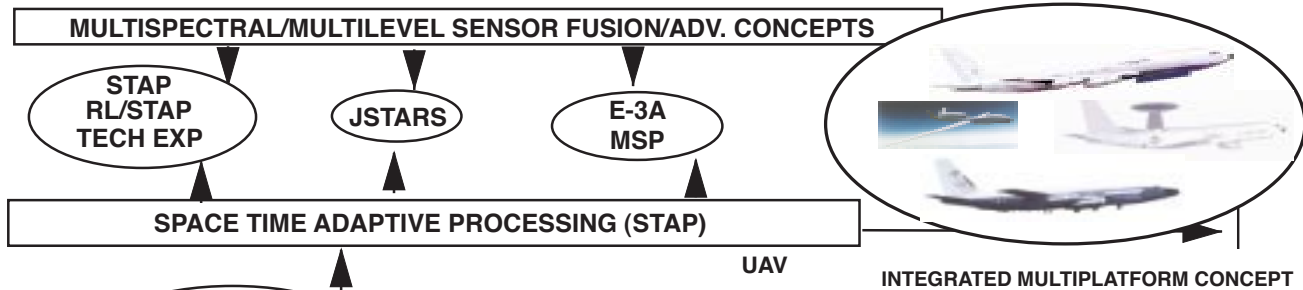 MULTISPECTRAL/MULTILEVEL SENSOR FUSION/ADV. CONCEPTS
STAP
RL/STAP
TECH EXP
JSTARS
E-3A
MSP
SPACE TIME ADAPTIVE PROCESSING (STAP)
UAV
INTEGRATED MULTIPLATFORM CONCEPT